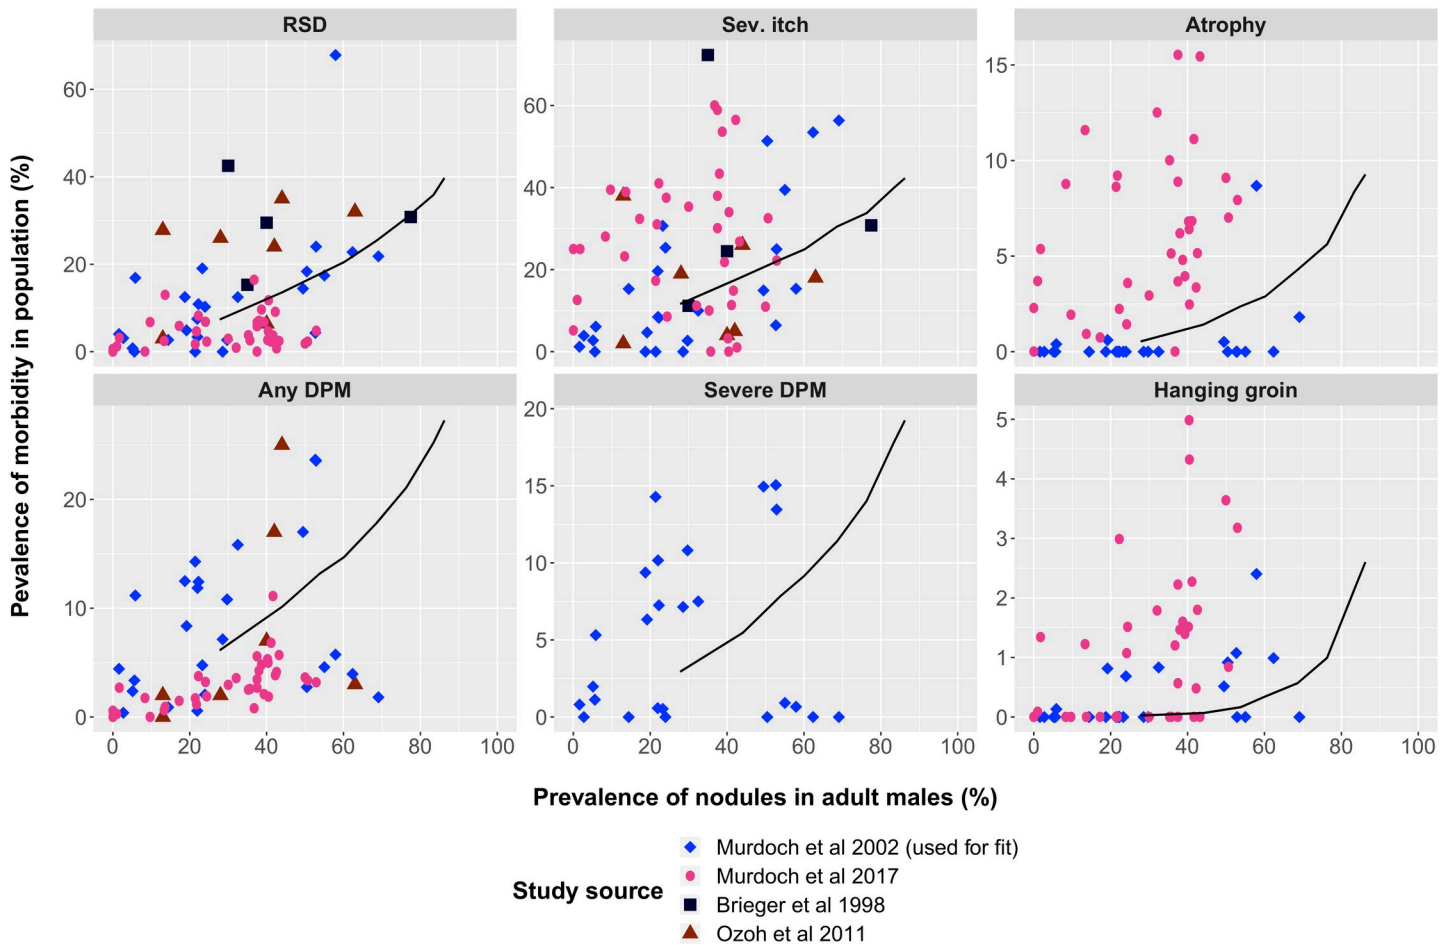 RSD
Sev. itch
Atrophy
Pevalence of morbidity in population (%)
60
40
20
0
60
40
20
0
15
10
5
0
Any DPM
Severe DPM
Hanging groin
20
10
0
20
15
10
5
0
5
4
3
2
1
0
0 20 40 60 80 100
0 20 40 60 80 100
0 20 40 60 80 100
Prevalence of nodules in adult males (%)
Study source
Murdoch et al 2002 (used for fit)
Murdoch et al 2017
Brieger et al 1998
Ozoh et al 2011